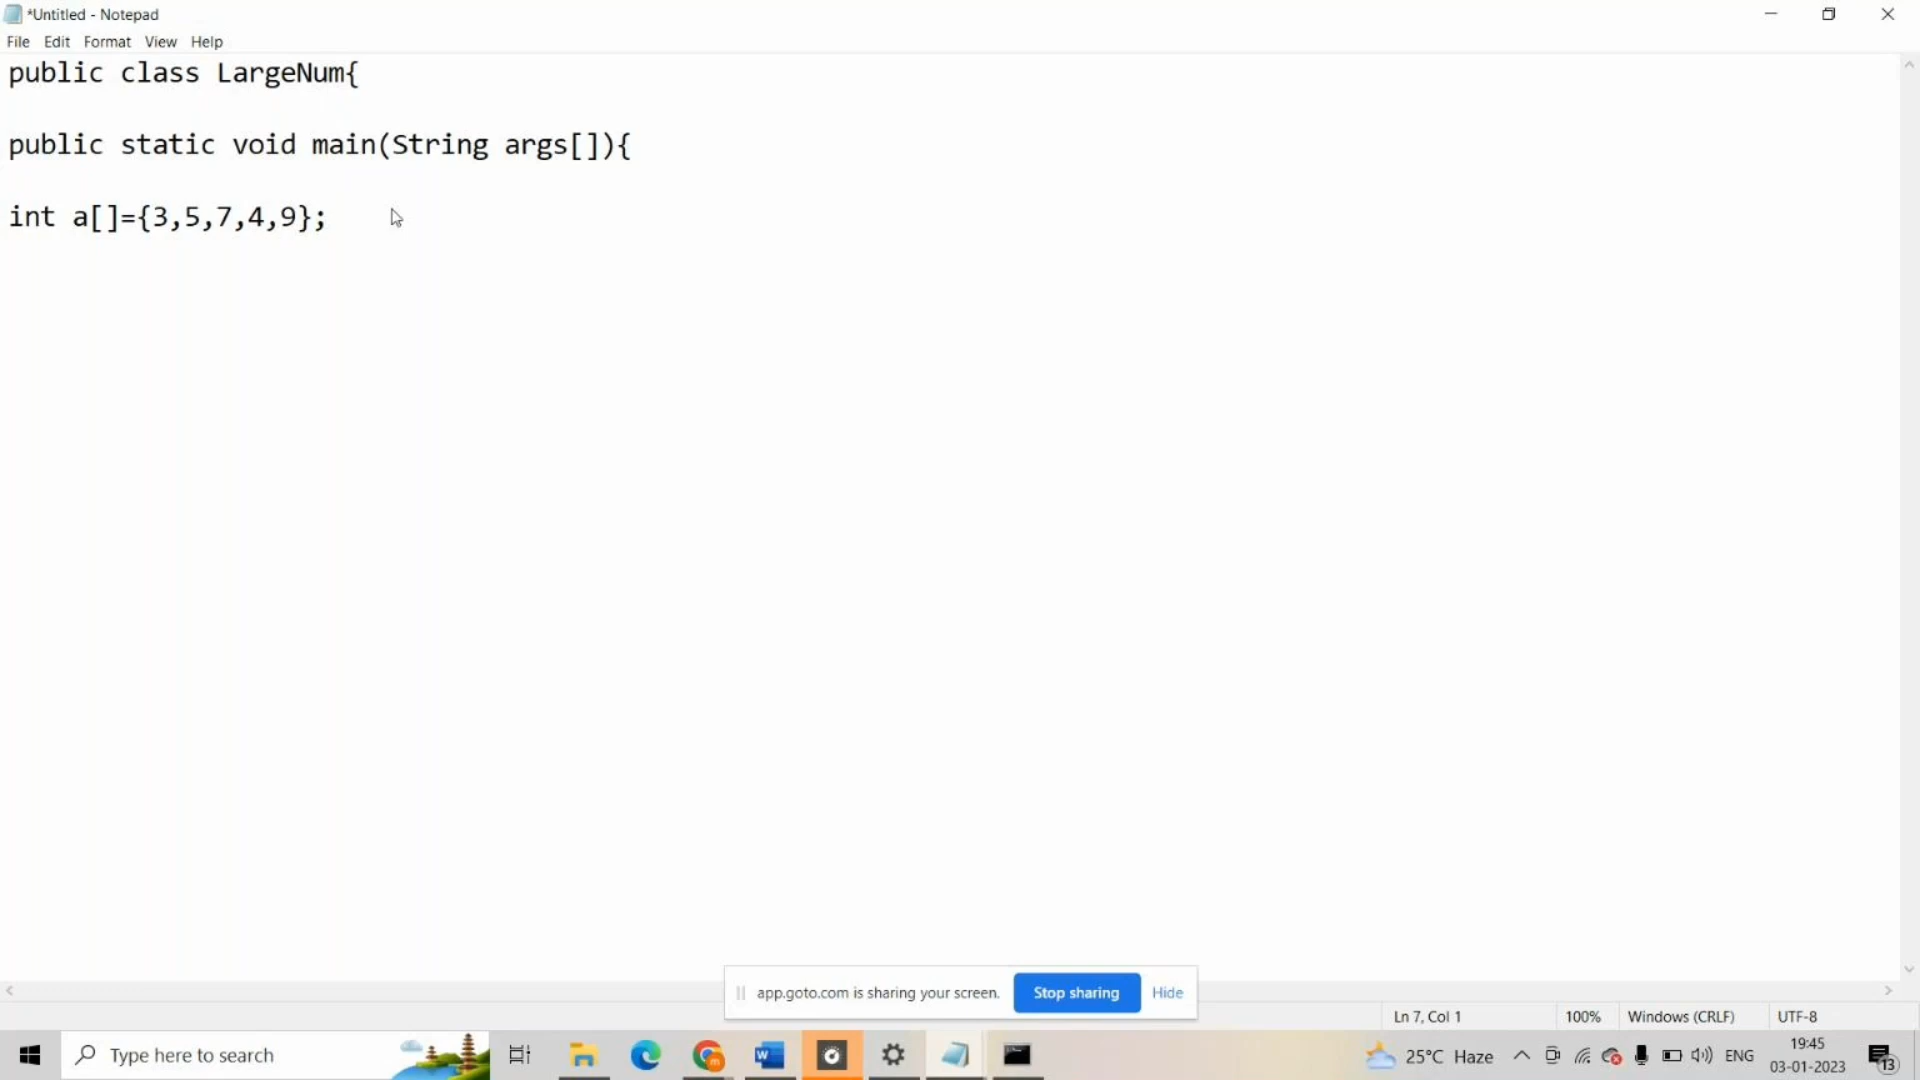 *Untitled - Notepad
File Edit Format View Help
public class LargeNum{
public static void main(String args[]){
int a[]={3,5,7,4,9};
app.goto.com is sharing your screen. Stop sharing Hide
Ln 7, Col 1 100% Windows (CRLF) UTF-8
Type here to search 25°C Haze ENG 19:45
03-01-2023 13